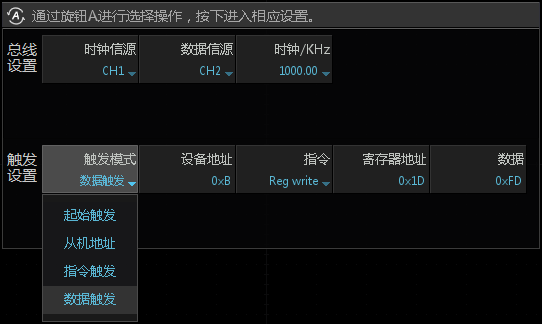 A 通过旋钮A进行选择操作，按下进入相应设置。
总线设置
时钟信源 数据信源 时钟/KHz
CH1 CH2 1000.00
触发设置
触发模式 设备地址 指令 寄存器地址 数据
数据触发 0xB Reg write 0x1D 0xFD
起始触发
从机地址
指令触发
数据触发